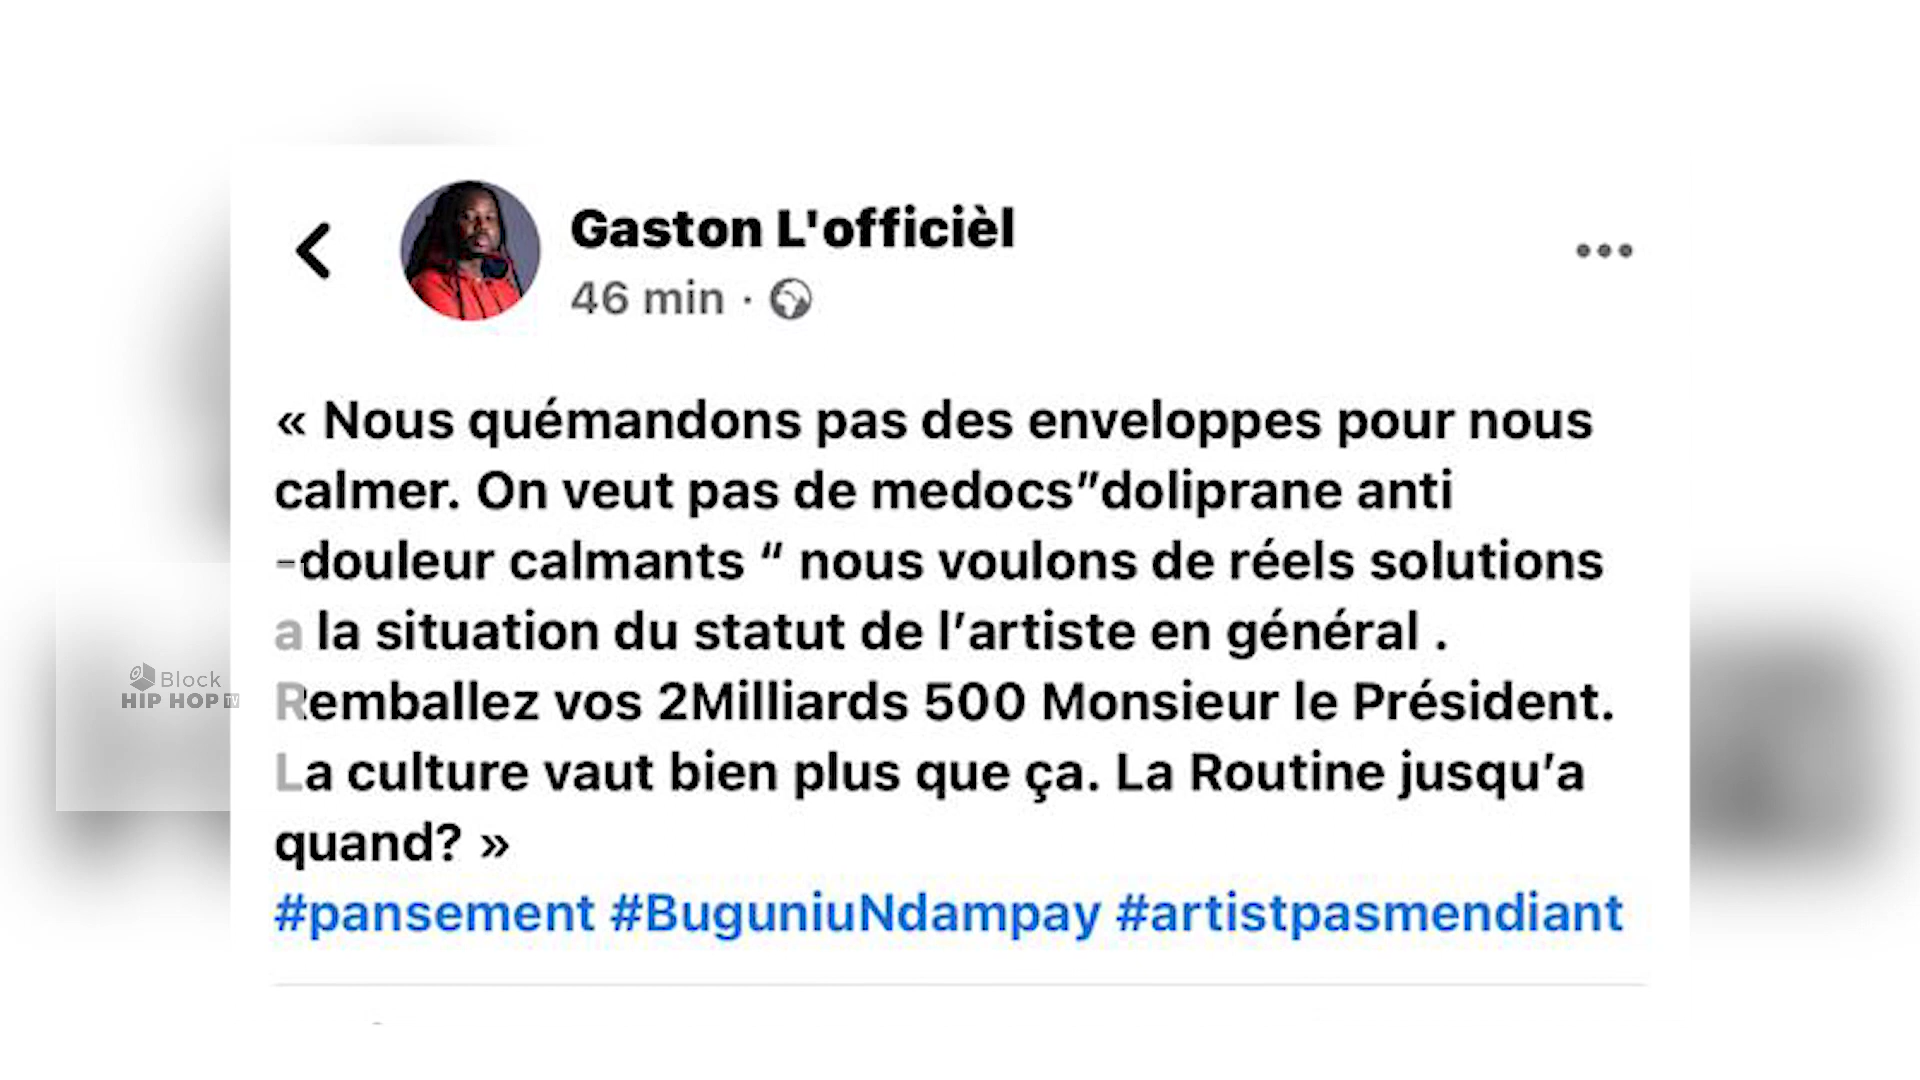 Gaston L'officièl
46 min ·
« Nous quémandons pas des enveloppes pour nous
calmer. On veut pas de medocs”doliprane anti
-douleur calmants “ nous voulons de réels solutions
a la situation du statut de l’artiste en général .
Remballez vos 2Milliards 500 Monsieur le Président.
La culture vaut bien plus que ça. La Routine jusqu’a
quand? »
#pansement #BuguniuNdampay #artistpasmendiant
Block
HIP HOP TV